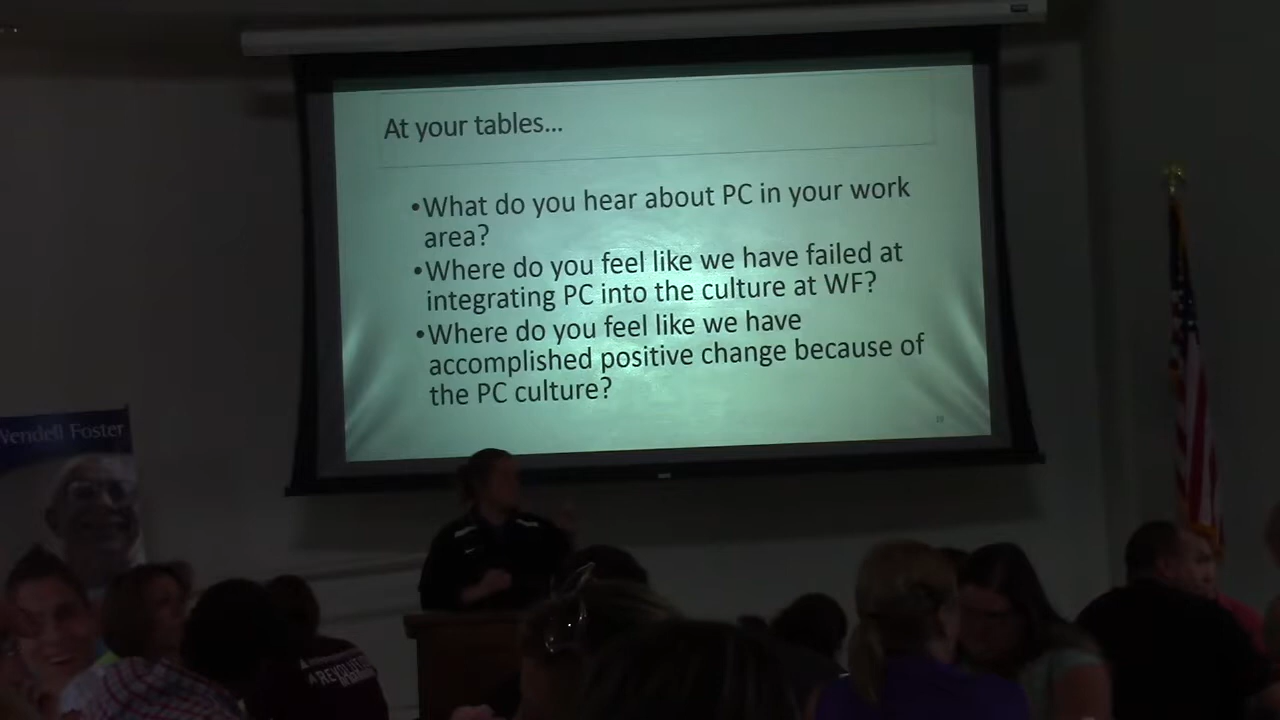 At your tables...
•What do you hear about PC in your work
area?
•Where do you feel like we have failed at
integrating PC into the culture at WF?
•Where do you feel like we have
accomplished positive change because of
the PC culture?
Wendell Foster